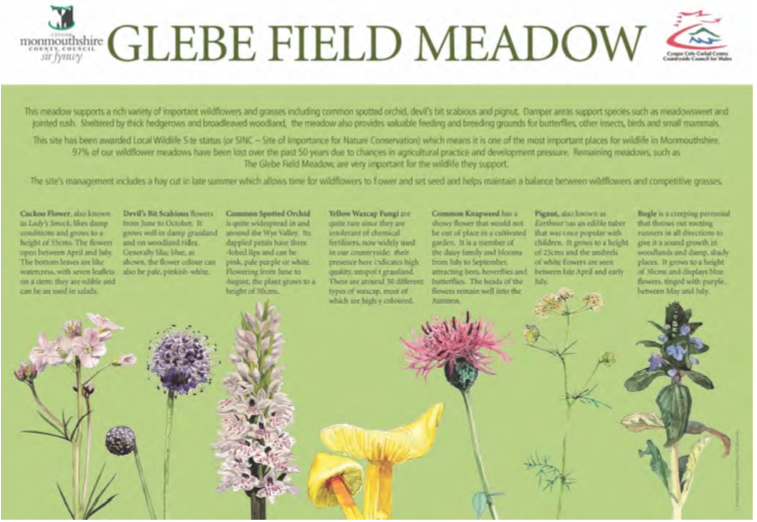 GLEBE FIELD MEADOW
monmouthshire
COUNTY COUNCIL
sir fynwy
Cyngor Cefn Gwlad Cymru
Countryside Council for Wales
This meadow supports a rich variety of important wildflowers and grasses including common spotted orchid, devil's bit scabious and pignut. Damper areas support species such as meadowsweet and
jointed rush. Sheltered by thick hedgerows and broadleaved woodland, the meadow also provides valuable feeding and breeding grounds for butterflies, other insects, birds and small mammals.
This site has been awarded Local Wildlife Site status (or SINC – Site of Importance for Nature Conservation) which means it is one of the most important places for wildlife in Monmouthshire.
97% of our wildflower meadows have been lost over the past 50 years due to changes in agricultural practice and development pressure. Remaining meadows, such as
The Glebe Field Meadow, are very important for the wildlife they support.
The site's management includes a hay cut in late summer which allows time for wildflowers to flower and set seed and helps maintain a balance between wildflowers and competitive grasses.
Cuckoo Flower, also known
as Lady's Smock, likes damp
conditions and grows to a
height of 55cms. The flowers
open between April and July.
The bottom leaves are like
watercress, with seven leaflets
on a stem: they are edible and
can be used in salads.
Devil's Bit Scabious flowers
from June to October. It
grows well in damp grassland
and on woodland rides.
Generally lilac blue, as
shown, the flower colour can
also be pale, pinkish-white.
Common Spotted Orchid
is quite widespread in and
around the Wye Valley. Its
dappled petals have three
-lobed lips and can be
pink, pale purple or white.
Flowering from June to
August, the plant grows to a
height of 50cms.
Yellow Waxcap Fungi are
quite rare since they are
intolerant of chemical
fertilisers, now widely used
in our countryside: their
presence here indicates high
quality, unspoilt grassland.
There are around 30 different
types of waxcap, most of
which are highly coloured.
Common Knapweed has a
showy flower that would not
be out of place in a cultivated
garden. It is a member of
the daisy family and blooms
from July to September,
attracting bees, hoverflies and
butterflies. The heads of the
flowers remain well into the
Autumn.
Pignut, also known as
Earthnut has an edible tuber
that was once popular with
children. It grows to a height
of 25cms and the umbrels
of white flowers are seen
between late April and early
July.
Bugle is a creeping perennial
that throws out rooting
runners in all directions to
give it a sound growth in
woodlands and damp, shady
places. It grows to a height
of 30cms and displays blue
flowers, tinged with purple,
between May and July.